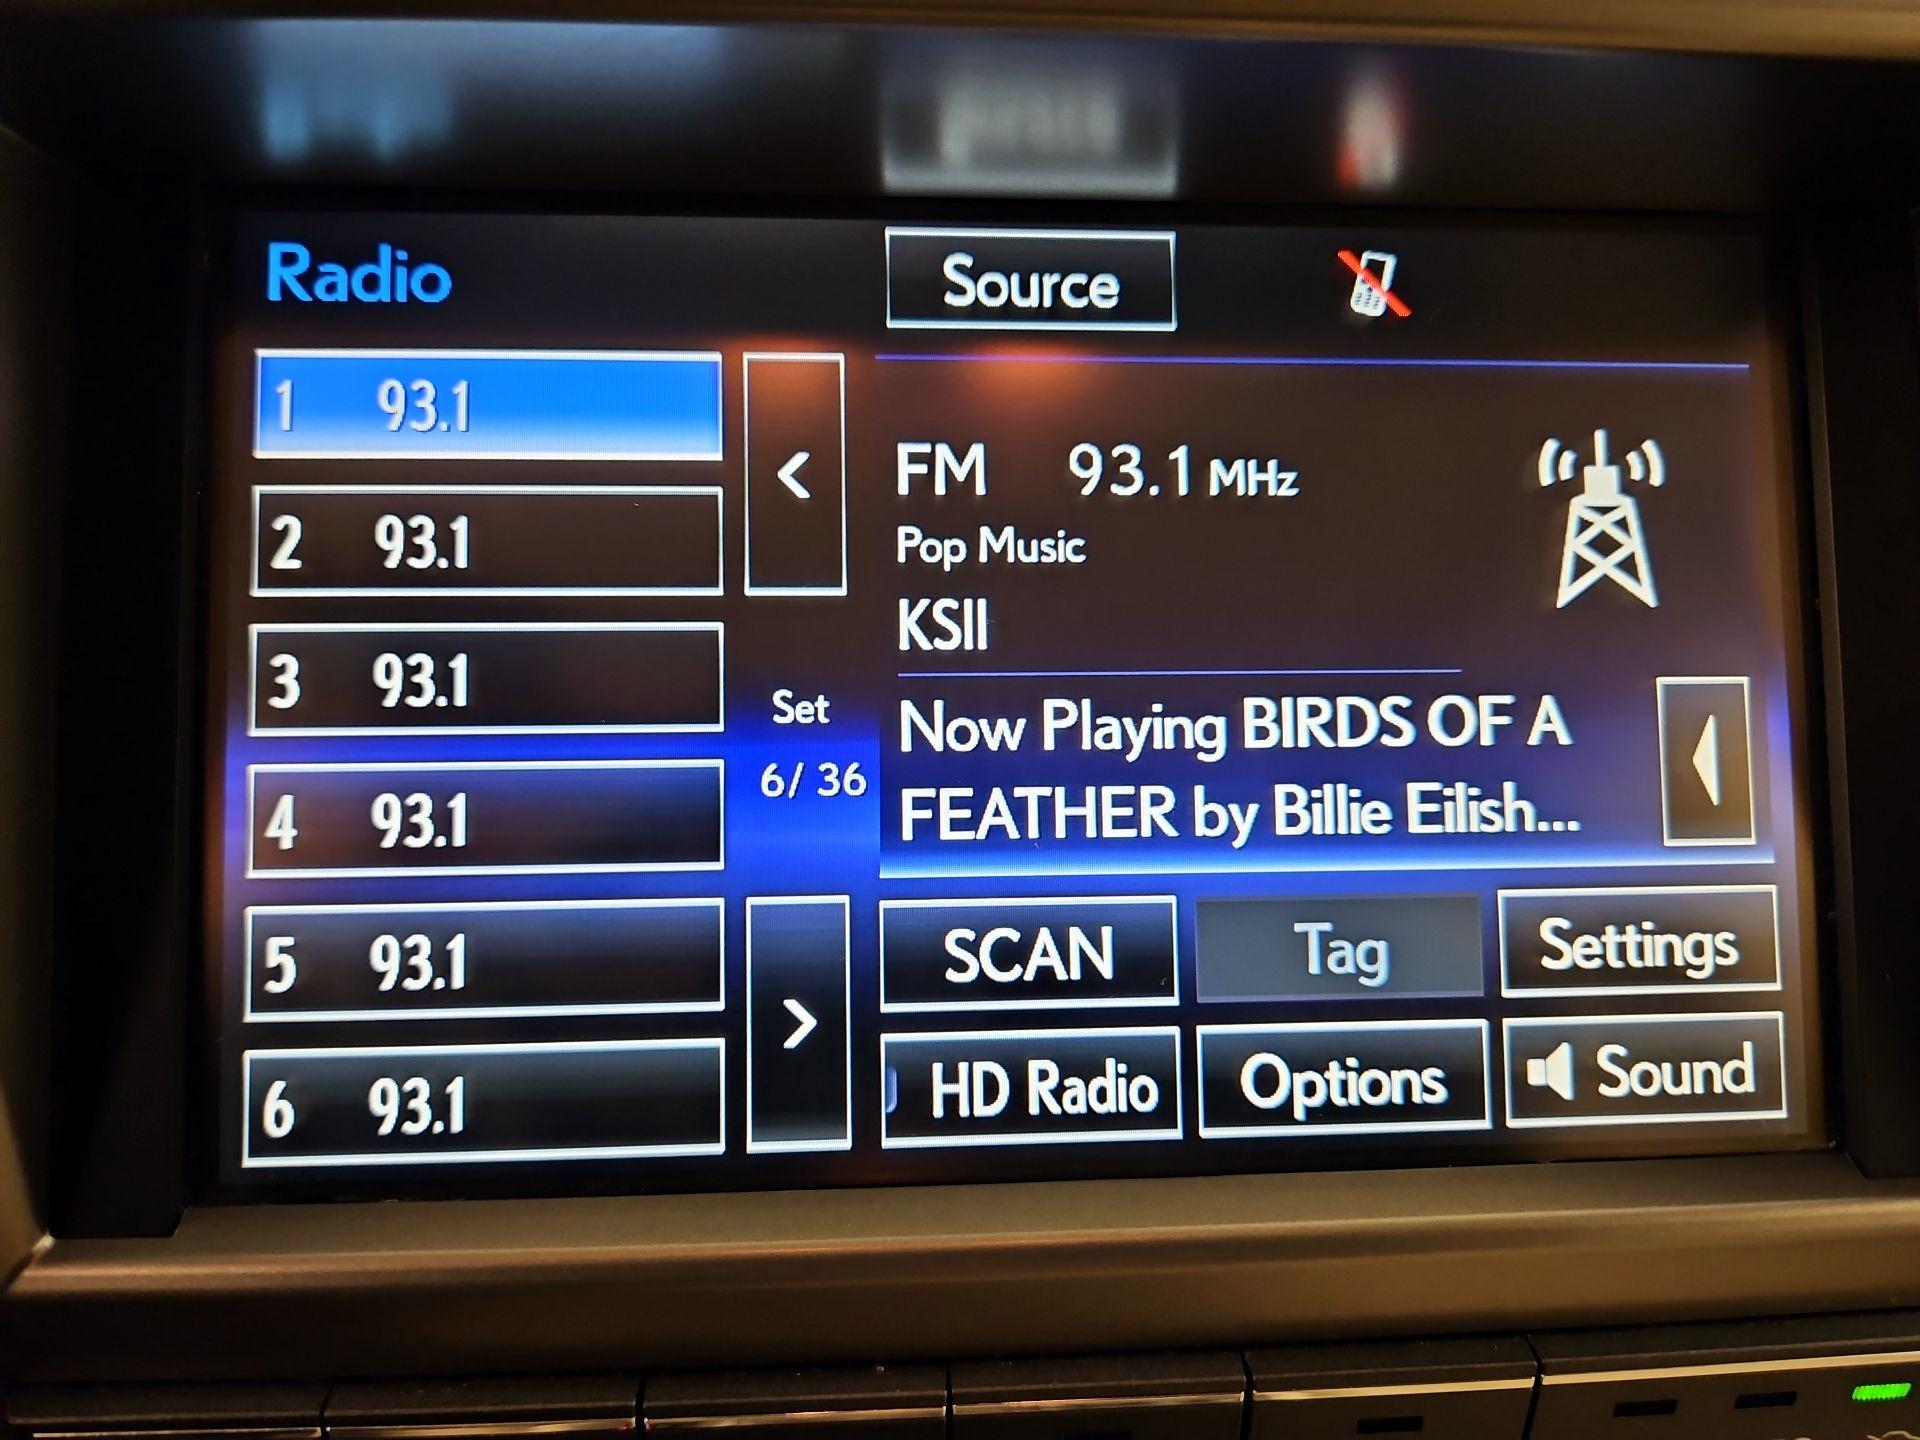 Radio
Source
1 93.1
2 93.1
3 93.1
4 93.1
5 93.1
6 93.1
<
Set
6/ 36
>
FM 93.1 MHz
Pop Music
KSII
Now Playing BIRDS OF A
FEATHER by Billie Eilish...
SCAN
Tag
Settings
HD Radio
Options
Sound